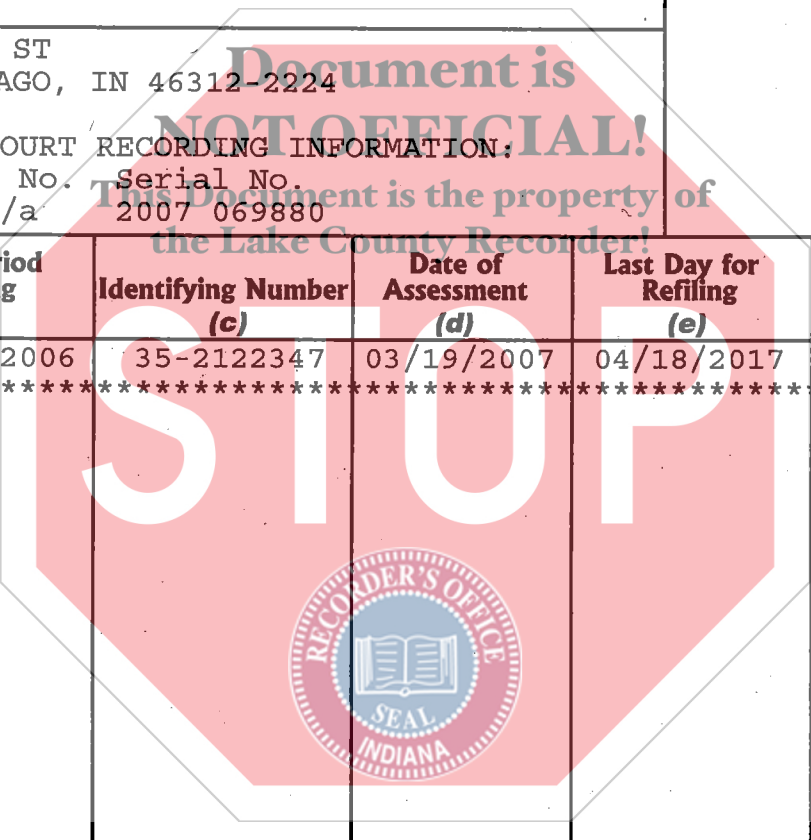 ST
AGO, IN 46312-2224
Document is
NOT OFFICIAL!
OURT RECORDING INFORMATION:
No. Serial No.
This Document is the property of
/a 2007 069880
the Lake County Recorder!
iod
g
Identifying Number
(c)
Date of
Assessment
(d)
Last Day for
Refiling
(e)
2006 35-2122347 03/19/2007 04/18/2017
**********************************************
STOP
RECORDER'S OFFICE
SEAL
INDIANA